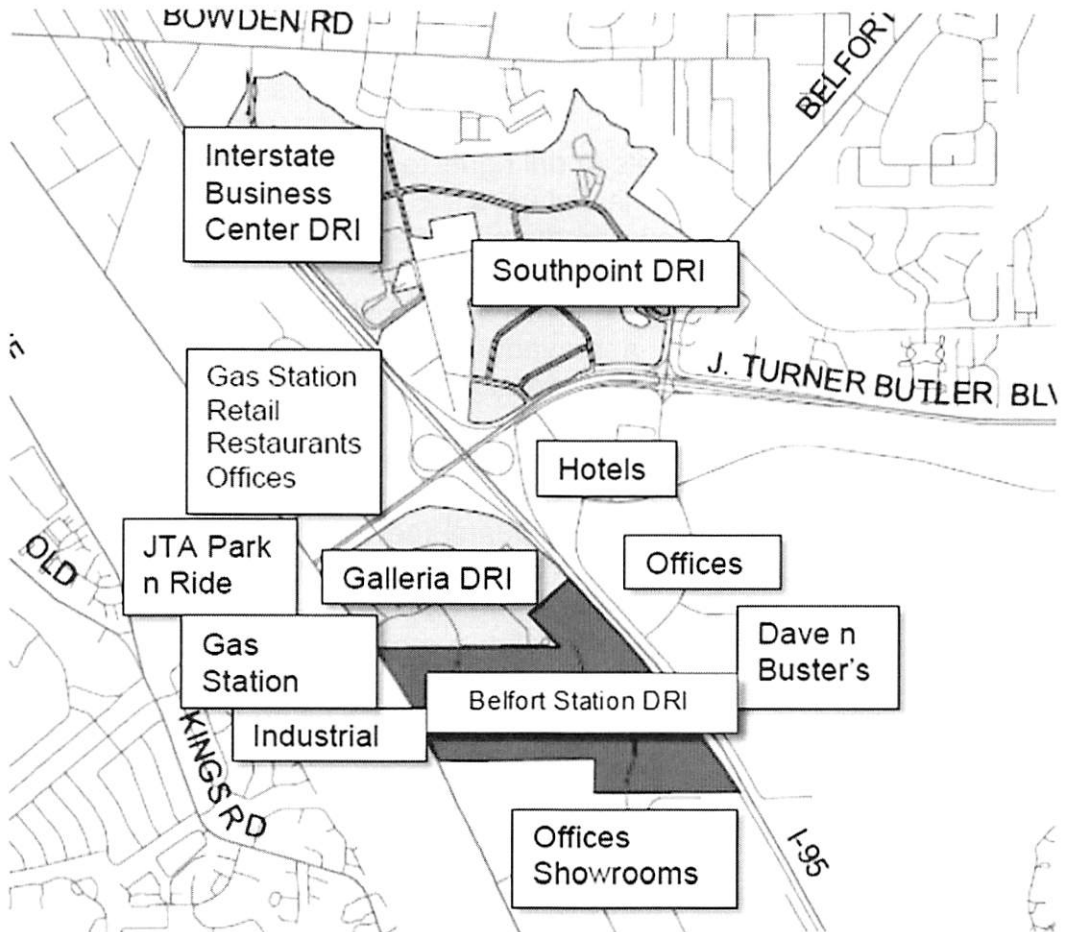 BOWDEN RD
BELFORT
Interstate
Business
Center DRI
Southpoint DRI
J. TURNER BUTLER BLV
Gas Station
Retail
Restaurants
Offices
Hotels
OLD
JTA Park
n Ride
Galleria DRI
Offices
Gas
Station
Dave n
Buster's
Belfort Station DRI
Industrial
KINGS RD
Offices
Showrooms
I-95